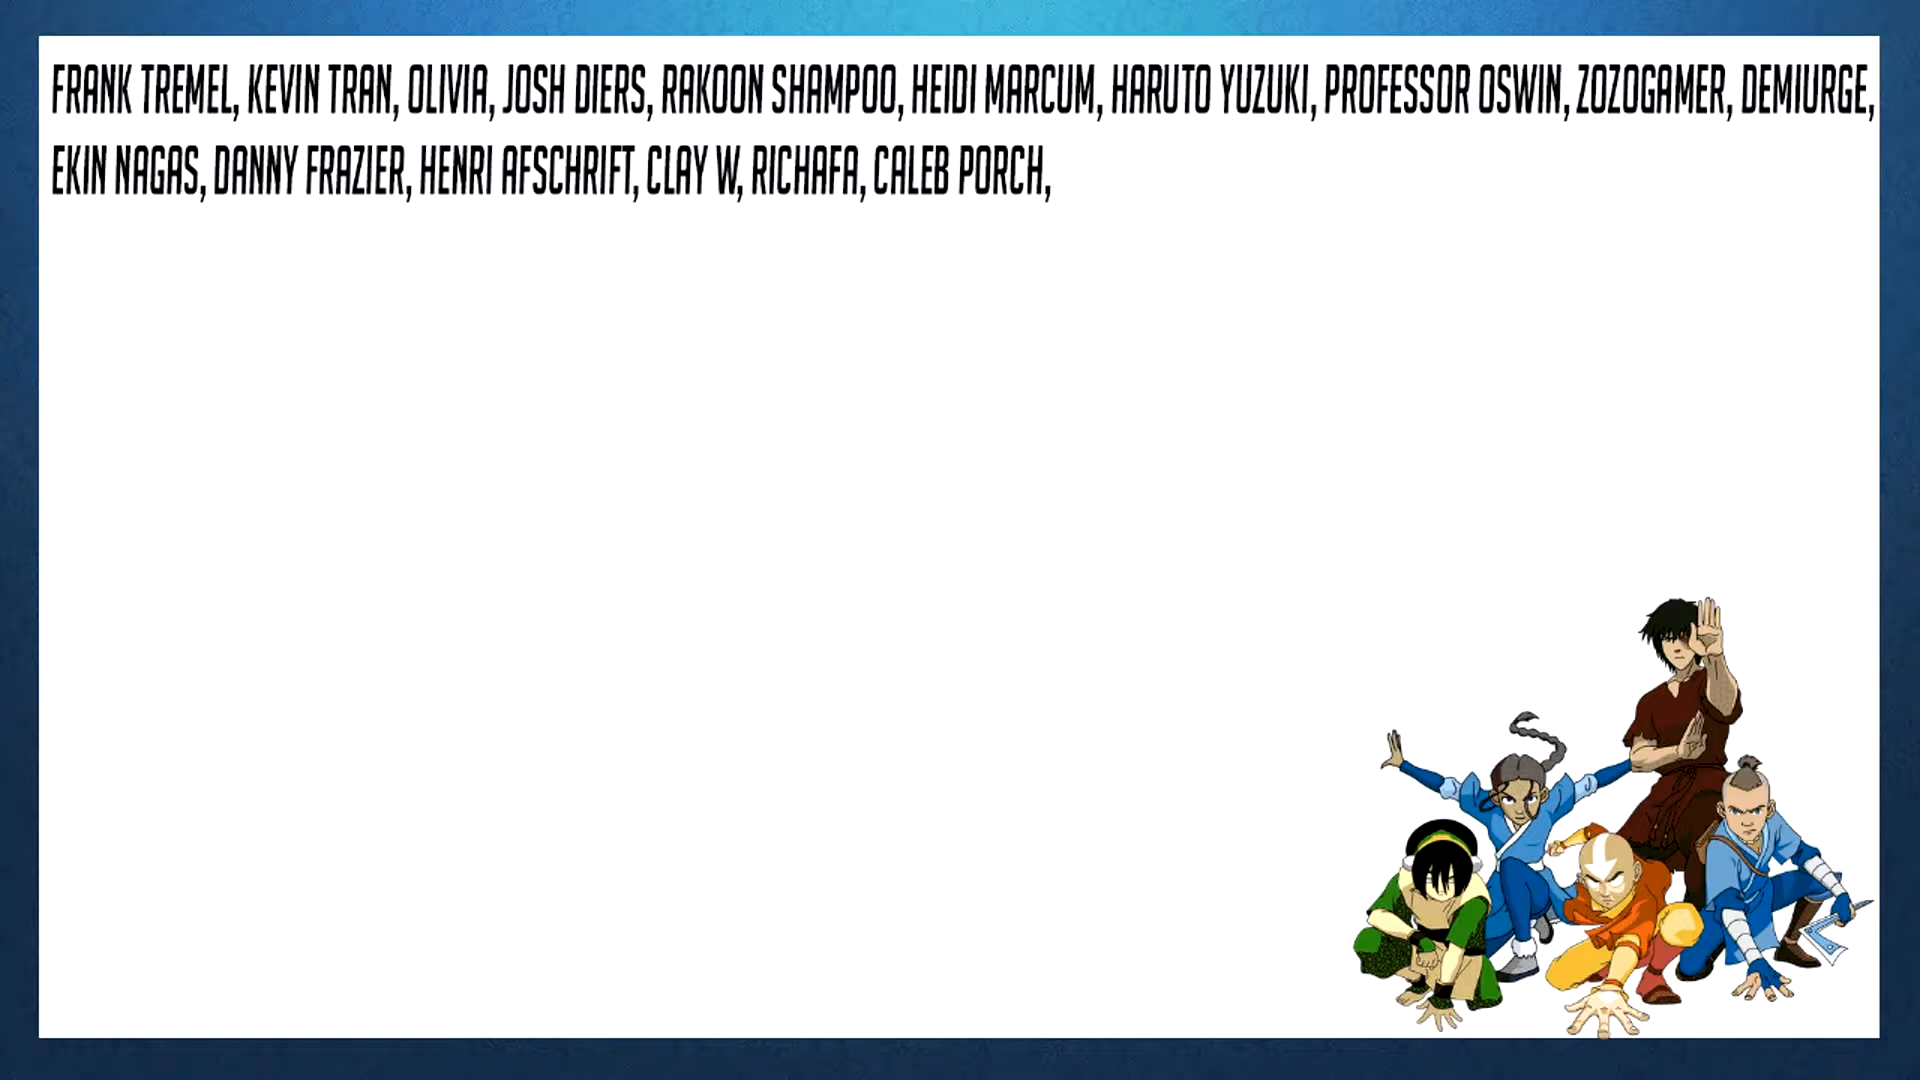 FRANK TREMEL, KEVIN TRAN, OLIVIA, JOSH DIERS, RAKOON SHAMPOO, HEIDI MARCUM, HARUTO YUZUKI, PROFESSOR OSWIN, ZOZOGAMER, DEMIURGE,
EKIN NAGAS, DANNY FRAZIER, HENRI AFSCHRIFT, CLAY W, RICHAFA, CALEB PORCH,